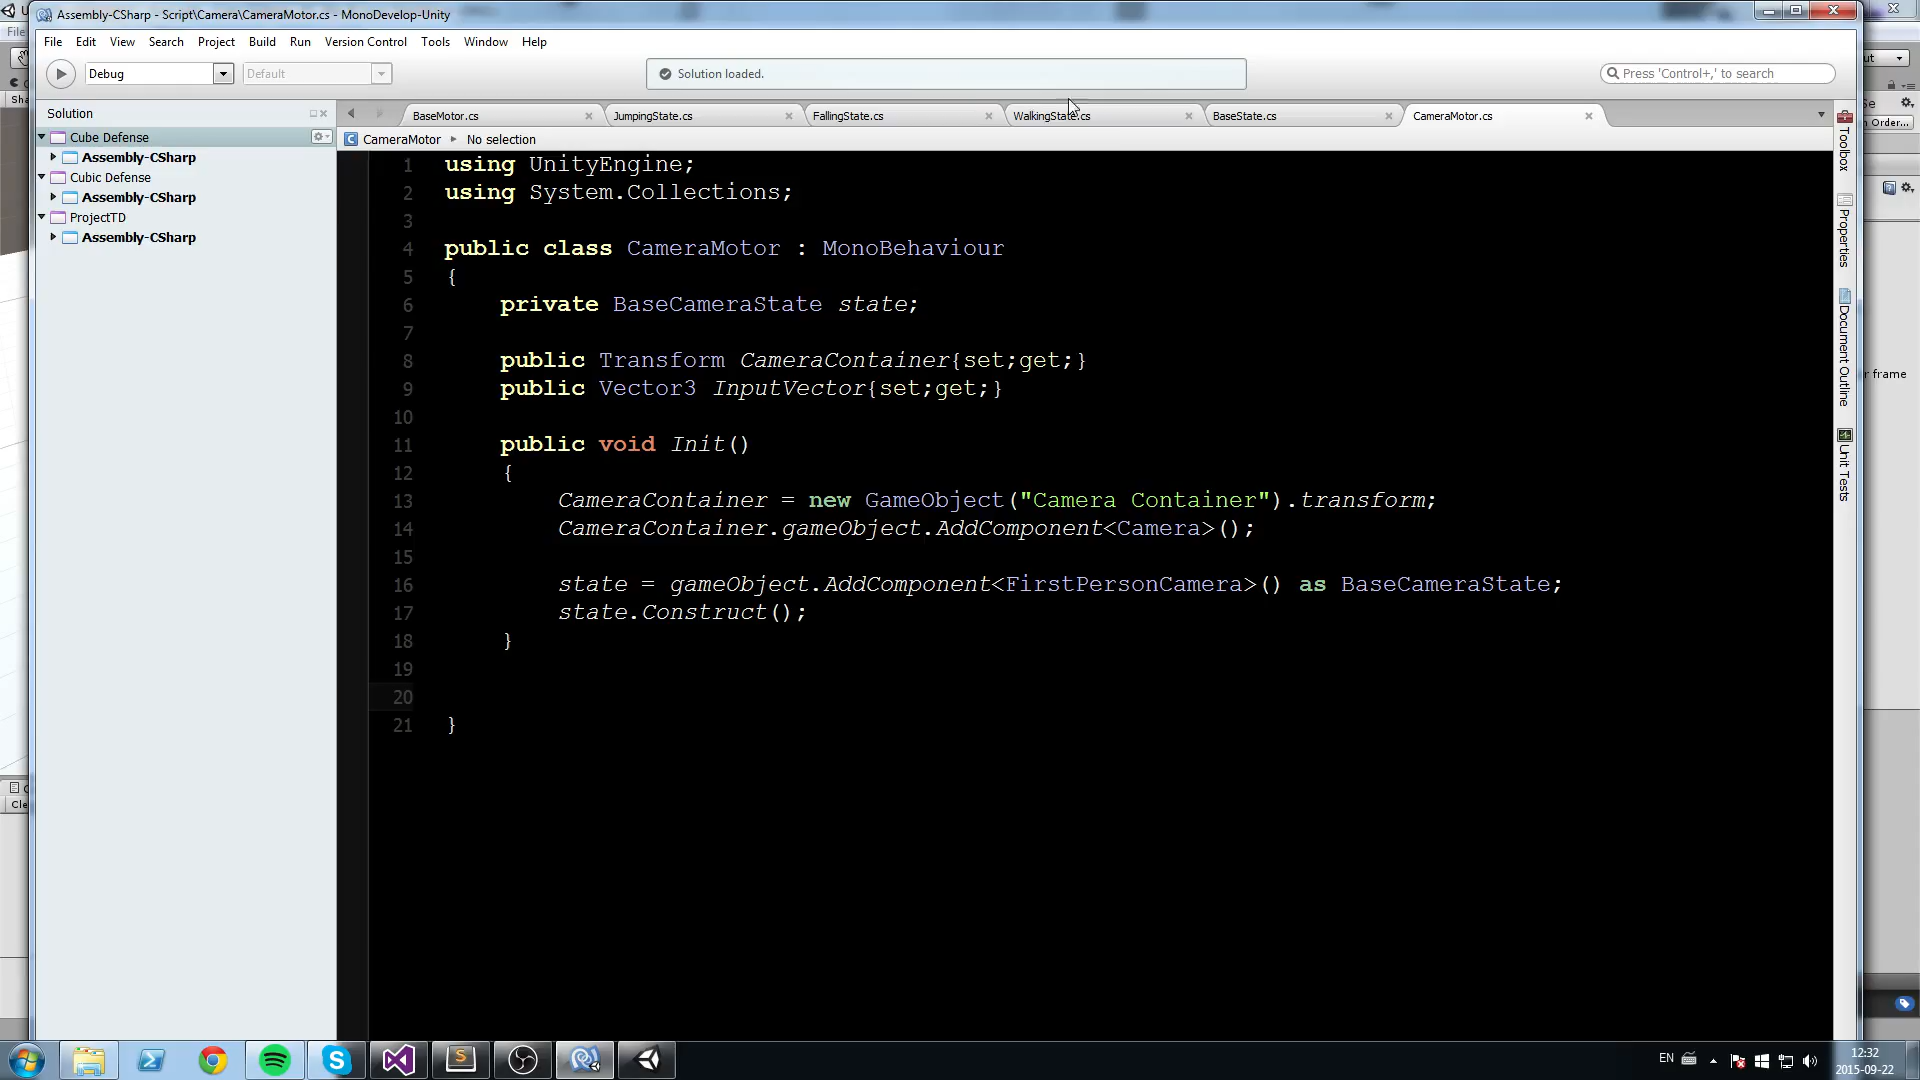 Assembly-CSharp - Script\Camera\CameraMotor.cs - MonoDevelop-Unity
File Edit View Search Project Build Run Version Control Tools Window Help
Debug Default Solution loaded. Press 'Control+,' to search
Solution
Cube Defense
Assembly-CSharp
Cubic Defense
Assembly-CSharp
ProjectTD
Assembly-CSharp
BaseMotor.cs JumpingState.cs FallingState.cs WalkingState.cs BaseState.cs CameraMotor.cs
CameraMotor No selection
1 using UnityEngine;
2 using System.Collections;
3
4 public class CameraMotor : MonoBehaviour
5 {
6 private BaseCameraState state;
7
8 public Transform CameraContainer{set;get;}
9 public Vector3 InputVector{set;get;}
10
11 public void Init()
12 {
13 CameraContainer = new GameObject("Camera Container").transform;
14 CameraContainer.gameObject.AddComponent<Camera>();
15
16 state = gameObject.AddComponent<FirstPersonCamera>() as BaseCameraState;
17 state.Construct();
18 }
19
20
21 }
Toolbox
Properties
Document Outline
Unit Tests
n Order...
r frame
EN
12:32
2015-09-22